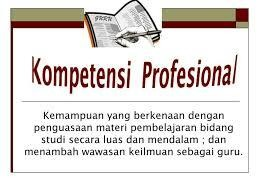 Kompetensi Profesional
Kemampuan yang berkenaan dengan
penguasaan materi pembelajaran bidang
studi secara luas dan mendalam ; dan
menambah wawasan keilmuan sebagai guru.